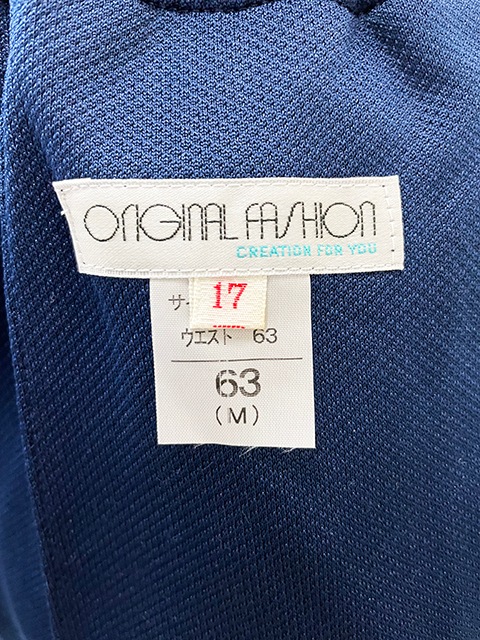 ORIGINAL FASHION
CREATION FOR YOU
17
サ
ウエスト 63
63
(M)